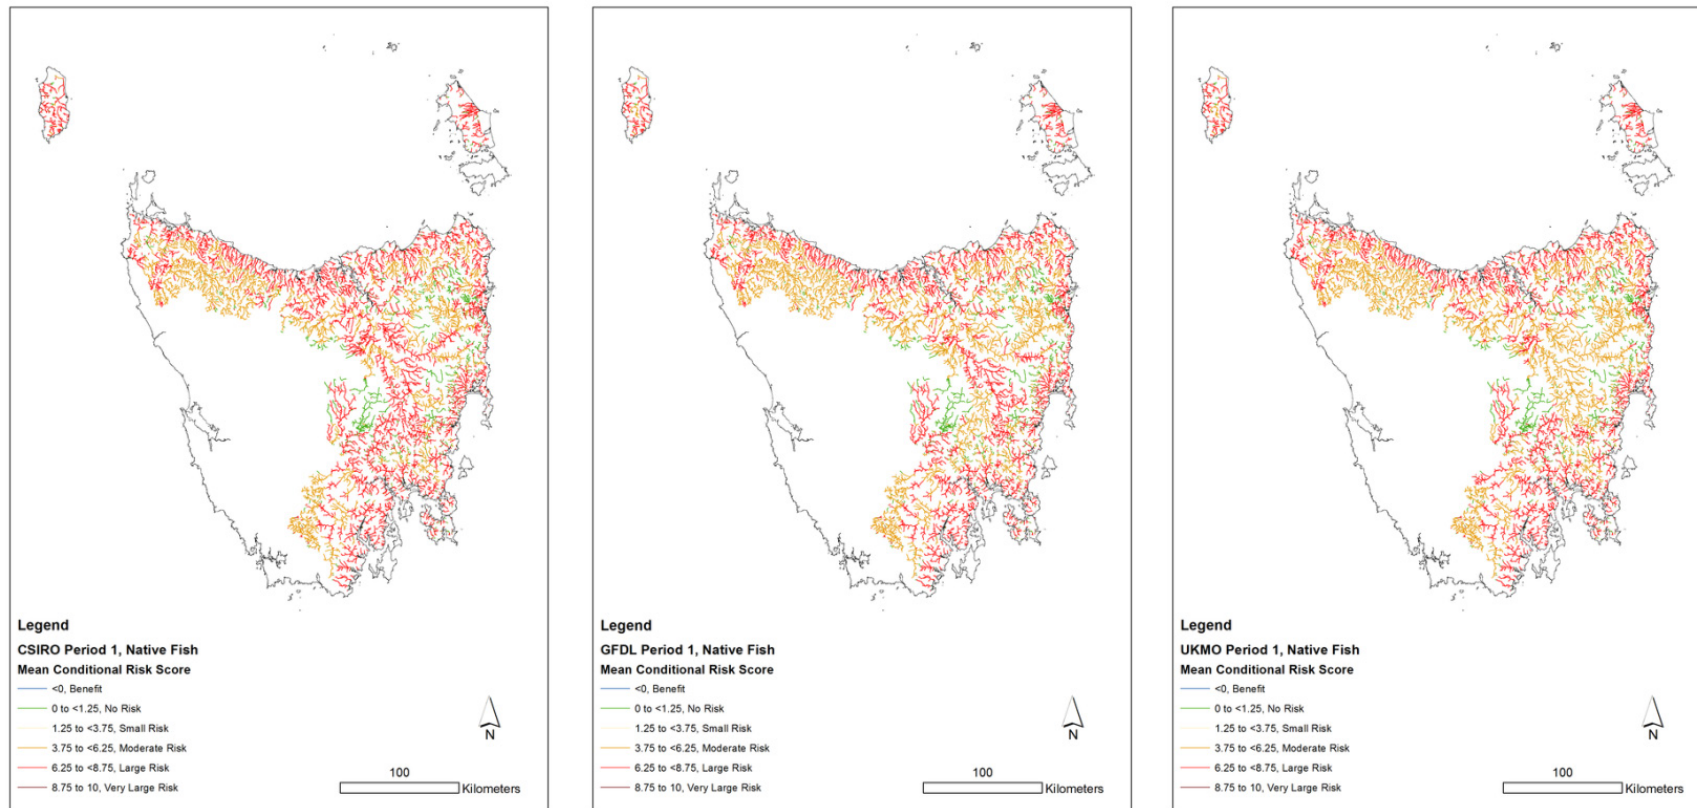 Legend
CSIRO Period 1, Native Fish
Mean Conditional Risk Score
<0, Benefit
0 to <1.25, No Risk
1.25 to <3.75, Small Risk
3.75 to <6.25, Moderate Risk
6.25 to <8.75, Large Risk
8.75 to 10, Very Large Risk
N
100
Kilometers
Legend
GFDL Period 1, Native Fish
Mean Conditional Risk Score
<0, Benefit
0 to <1.25, No Risk
1.25 to <3.75, Small Risk
3.75 to <6.25, Moderate Risk
6.25 to <8.75, Large Risk
8.75 to 10, Very Large Risk
N
100
Kilometers
Legend
UKMO Period 1, Native Fish
Mean Conditional Risk Score
<0, Benefit
0 to <1.25, No Risk
1.25 to <3.75, Small Risk
3.75 to <6.25, Moderate Risk
6.25 to <8.75, Large Risk
8.75 to 10, Very Large Risk
N
100
Kilometers